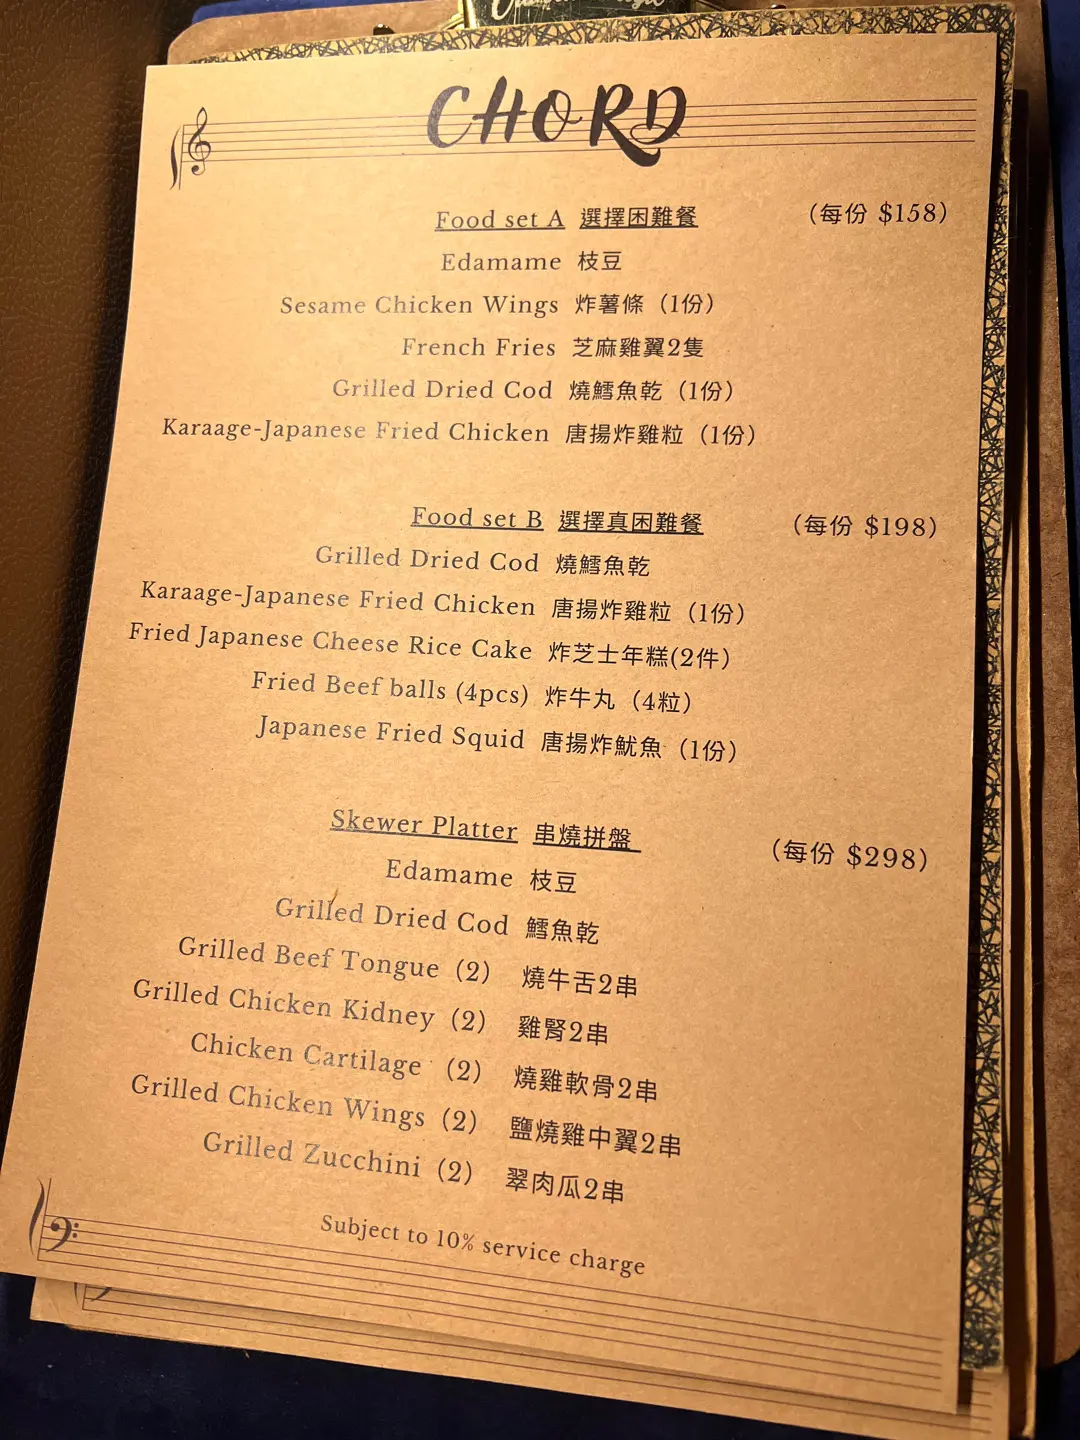 CHORD
Food set A 選擇困難餐 (每份 $158)
Edamame 枝豆
Sesame Chicken Wings 炸薯條 (1份)
French Fries 芝麻雞翼2隻
Grilled Dried Cod 燒鱈魚乾 (1份)
Karaage-Japanese Fried Chicken 唐揚炸雞粒 (1份)
Food set B 選擇真困難餐 (每份 $198)
Grilled Dried Cod 燒鱈魚乾
Karaage-Japanese Fried Chicken 唐揚炸雞粒 (1份)
Fried Japanese Cheese Rice Cake 炸芝士年糕(2件)
Fried Beef balls (4pcs) 炸牛丸 (4粒)
Japanese Fried Squid 唐揚炸魷魚 (1份)
Skewer Platter 串燒拼盤 (每份 $298)
Edamame 枝豆
Grilled Dried Cod 鱈魚乾
Grilled Beef Tongue (2) 燒牛舌2串
Grilled Chicken Kidney (2) 雞腎2串
Chicken Cartilage (2) 燒雞軟骨2串
Grilled Chicken Wings (2) 鹽燒雞中翼2串
Grilled Zucchini (2) 翠肉瓜2串
Subject to 10% service charge